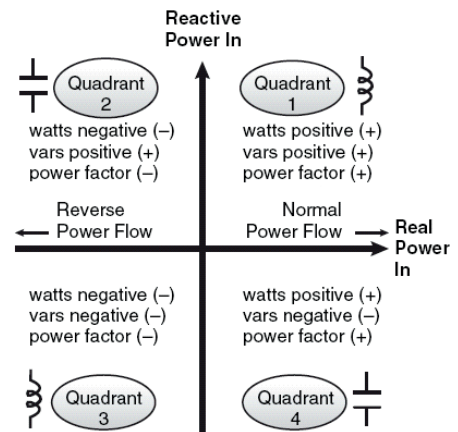 Reactive
Power In
Quadrant
2
Quadrant
1
watts negative (–)
vars positive (+)
power factor (–)
watts positive (+)
vars positive (+)
power factor (+)
Reverse
Power Flow
Normal
Power Flow
Real
Power
In
watts negative (–)
vars negative (–)
power factor (–)
watts positive (+)
vars negative (–)
power factor (+)
Quadrant
3
Quadrant
4